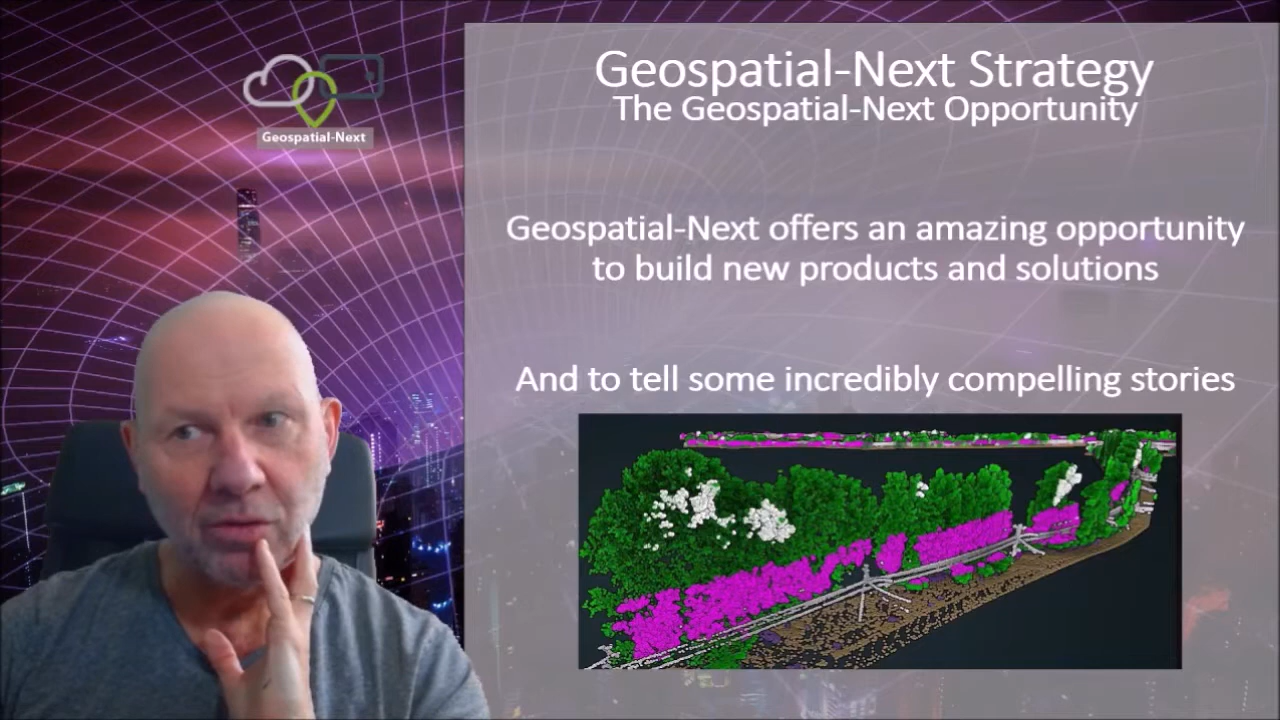 Geospatial-Next
Geospatial-Next Strategy
The Geospatial-Next Opportunity
Geospatial-Next offers an amazing opportunity
to build new products and solutions
And to tell some incredibly compelling stories